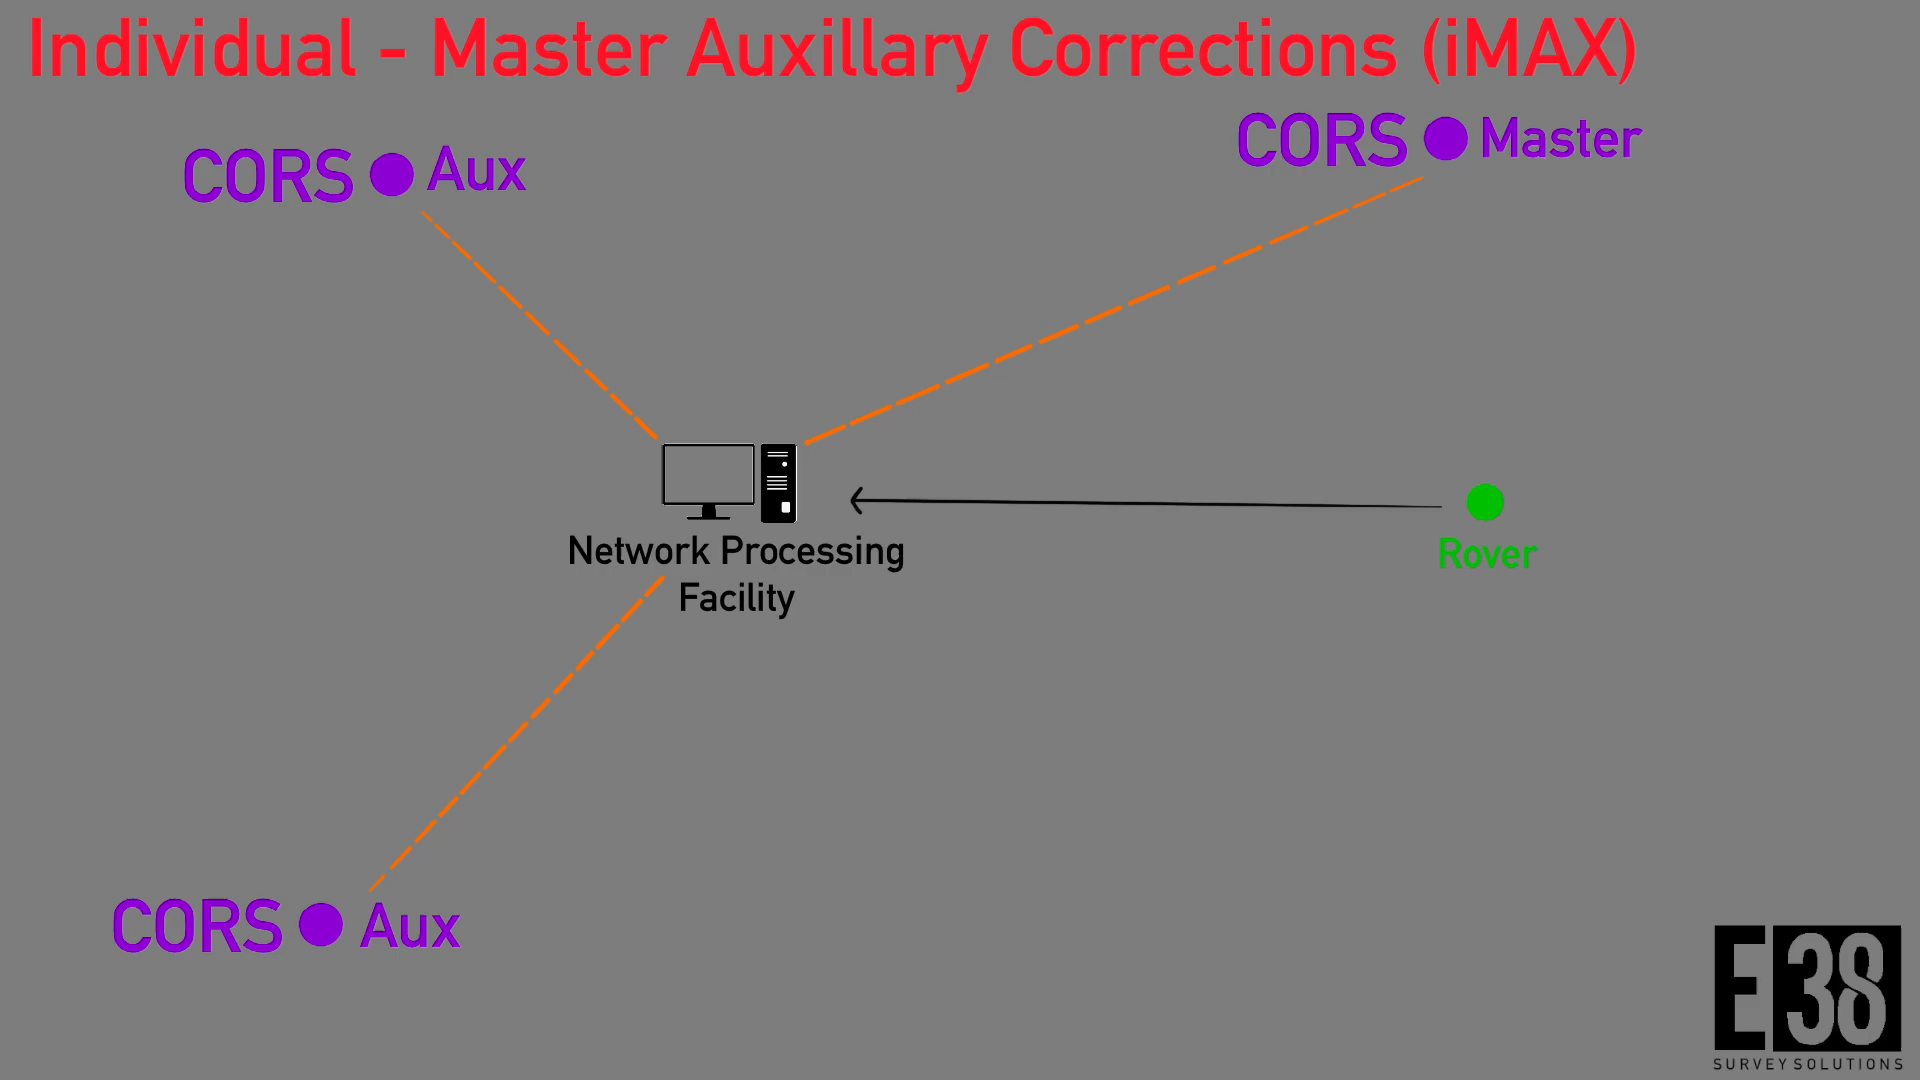 Individual - Master Auxillary Corrections (iMAX)
CORS Aux
CORS Master
Network Processing
Facility
Rover
CORS Aux
E38
SURVEY SOLUTIONS